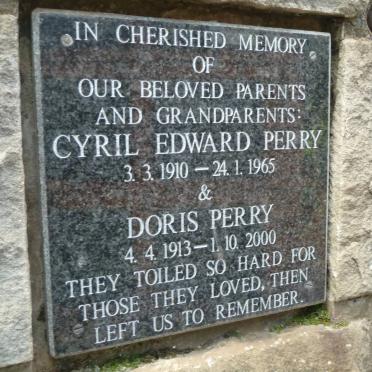 IN CHERISHED MEMORY
OF
OUR BELOVED PARENTS
AND GRANDPARENTS:
CYRIL EDWARD PERRY
3. 3. 1910 — 24. 1. 1965
&
DORIS PERRY
4. 4. 1913 — 1. 10. 2000
THEY TOILED SO HARD FOR
THOSE THEY LOVED, THEN
LEFT US TO REMEMBER.